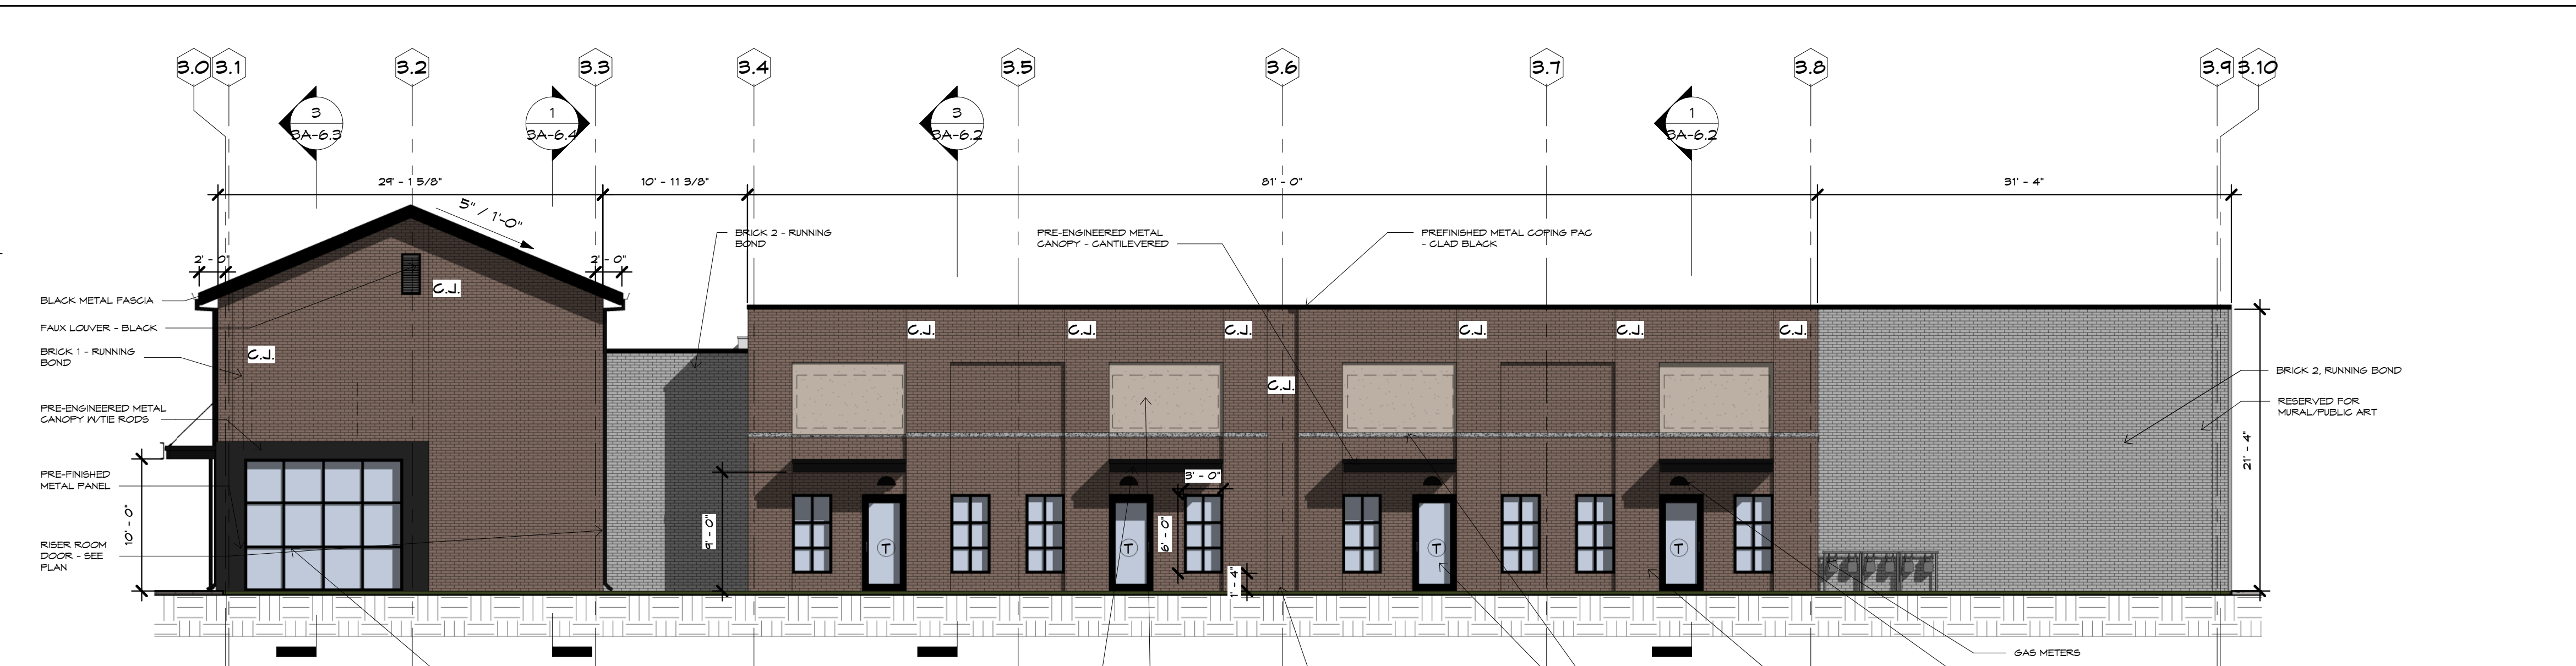 3.0
3.1
3.2
3.3
3.4
3.5
3.6
3.7
3.8
3.9
3.10
3
3A-6.3
1
3A-6.4
3
3A-6.2
1
3A-6.2
29' - 1 5/8"
10' - 11 3/8"
81' - 0"
31' - 4"
5" / 1'-0"
2' - 0"
2' - 0"
BRICK 2 - RUNNING
BOND
PRE-ENGINEERED METAL
CANOPY - CANTILEVERED
PREFINISHED METAL COPING PAC
- CLAD BLACK
BLACK METAL FASCIA
FAUX LOUVER - BLACK
BRICK 1 - RUNNING
BOND
PRE-ENGINEERED METAL
CANOPY W/TIE RODS
PRE-FINISHED
METAL PANEL
RISER ROOM
DOOR - SEE
PLAN
10' - 0"
C.J.
C.J.
C.J.
C.J.
C.J.
C.J.
C.J.
C.J.
C.J.
BRICK 2, RUNNING BOND
RESERVED FOR
MURAL/PUBLIC ART
21' - 4"
9' - 0"
3' - 0"
6' - 0"
1' - 4"
T
T
T
T
GAS METERS